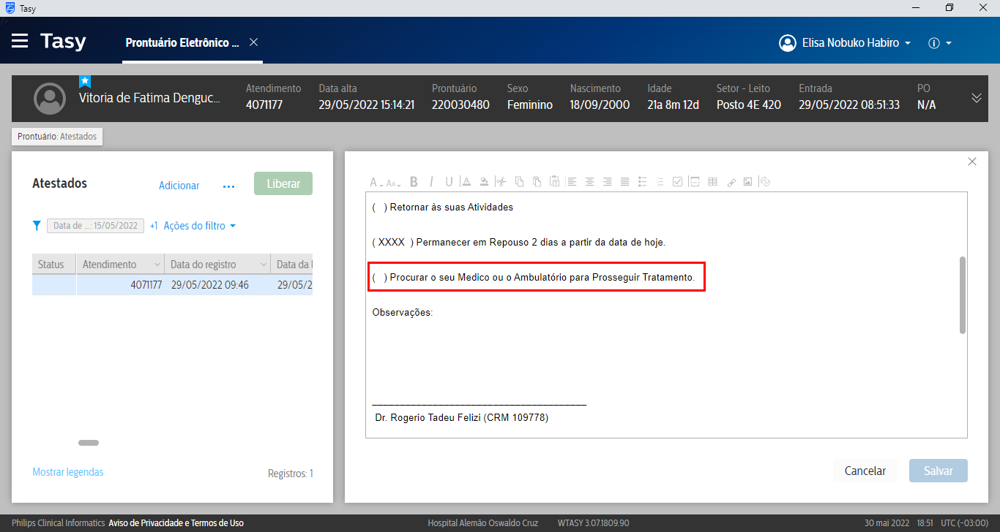 Tasy
Tasy
Prontuário Eletrônico ...
Elisa Nobuko Habiro
Vitoria de Fatima Denguc...
Atendimento
4071177
Data alta
29/05/2022 15:14:21
Prontuário
220030480
Sexo
Feminino
Nascimento
18/09/2000
Idade
21a 8m 12d
Setor - Leito
Posto 4E 420
Entrada
29/05/2022 08:51:33
PO
N/A
Prontuário: Atestados
Atestados
Adicionar
...
Liberar
Data de ...: 15/05/2022
+1 Ações do filtro
Status Atendimento Data do registro Data da l
4071177 29/05/2022 09:46 29/05/2
Mostrar legendas
Registros: 1
( ) Retornar às suas Atividades
( XXXX ) Permanecer em Repouso 2 dias a partir da data de hoje.
( ) Procurar o seu Medico ou o Ambulatório para Prosseguir Tratamento.
Observações:
Dr. Rogerio Tadeu Felizi (CRM 109778)
Cancelar
Salvar
Philips Clinical Informatics Aviso de Privacidade e Termos de Uso
Hospital Alemão Oswaldo Cruz
WTASY 3.07.1809.90
30 mai 2022 18:51 UTC (-03:00)